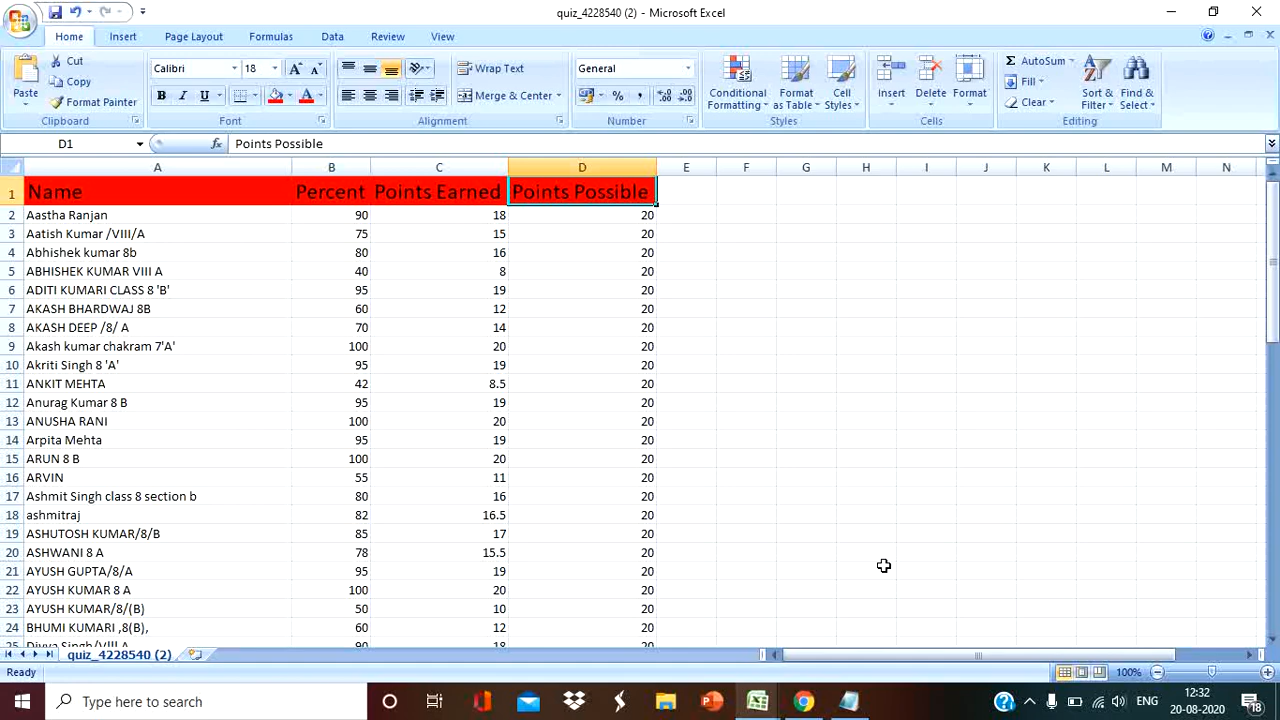 quiz_4228540 (2) - Microsoft Excel
Home Insert Page Layout Formulas Data Review View
Paste
Cut
Copy
Format Painter
Clipboard
Calibri 18
B I U
Font
Wrap Text
Merge & Center
Alignment
General
Number
Conditional Formatting
Format as Table
Cell Styles
Styles
Insert Delete Format
Cells
AutoSum
Fill
Clear
Sort & Filter
Find & Select
Editing
D1 fx Points Possible
A B C D E F G H I J K L M N
1 Name Percent Points Earned Points Possible
2 Aastha Ranjan 90 18 20
3 Aatish Kumar /VIII/A 75 15 20
4 Abhishek kumar 8b 80 16 20
5 ABHISHEK KUMAR VIII A 40 8 20
6 ADITI KUMARI CLASS 8 'B' 95 19 20
7 AKASH BHARDWAJ 8B 60 12 20
8 AKASH DEEP /8/ A 70 14 20
9 Akash kumar chakram 7'A' 100 20 20
10 Akriti Singh 8 'A' 95 19 20
11 ANKIT MEHTA 42 8.5 20
12 Anurag Kumar 8 B 95 19 20
13 ANUSHA RANI 100 20 20
14 Arpita Mehta 95 19 20
15 ARUN 8 B 100 20 20
16 ARVIN 55 11 20
17 Ashmit Singh class 8 section b 80 16 20
18 ashmitraj 82 16.5 20
19 ASHUTOSH KUMAR/8/B 85 17 20
20 ASHWANI 8 A 78 15.5 20
21 AYUSH GUPTA/8/A 95 19 20
22 AYUSH KUMAR 8 A 100 20 20
23 AYUSH KUMAR/8/(B) 50 10 20
24 BHUMI KUMARI ,8(B), 60 12 20
25 Divya Singh/VIII A 90 18 20
quiz_4228540 (2)
Ready 100%
Type here to search
ENG
12:32
20-08-2020
18